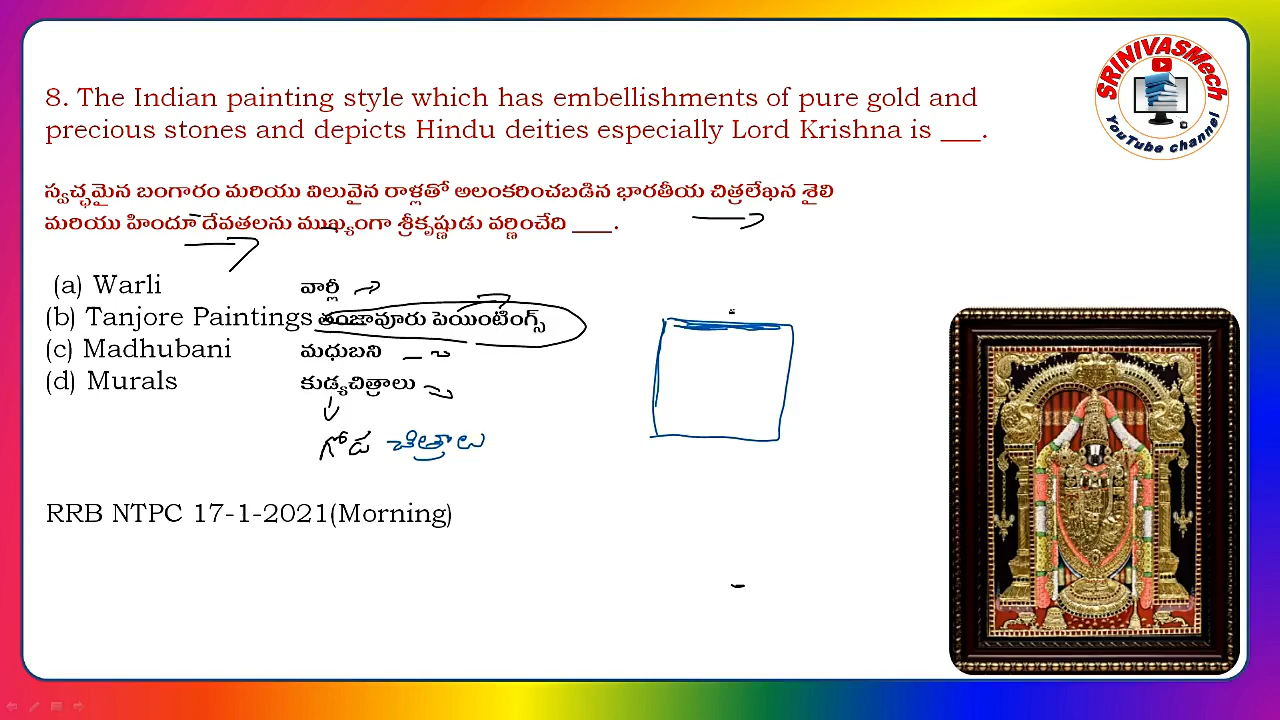 SRINIVASMech
YouTube channel
8. The Indian painting style which has embellishments of pure gold and
precious stones and depicts Hindu deities especially Lord Krishna is ___.
స్వచ్ఛమైన బంగారం మరియు విలువైన రాళ్లతో అలంకరించబడిన భారతీయ చిత్రలేఖన శైలి
మరియు హిందూ దేవతలను ముఖ్యంగా శ్రీకృష్ణుడు వర్ణించేది ___.
(a) Warli వార్లీ
(b) Tanjore Paintings తంజావూరు పెయింటింగ్స్
(c) Madhubani మధుబని
(d) Murals కుడ్యచిత్రాలు
గోడ చిత్రాలు
RRB NTPC 17-1-2021(Morning)